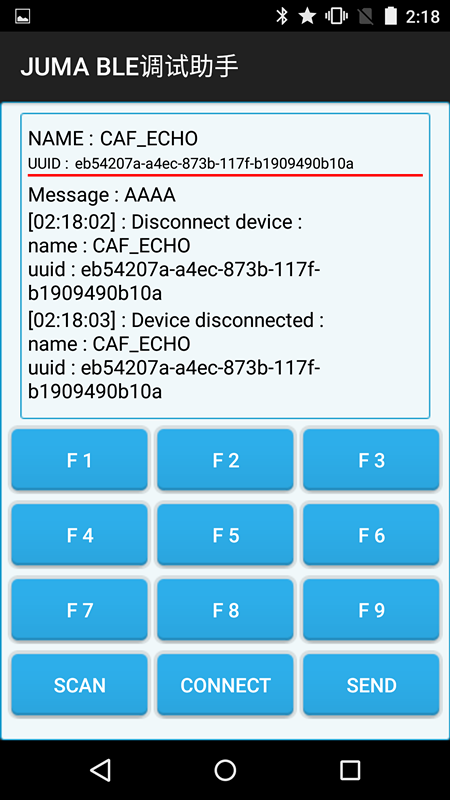 2:18
JUMA BLE调试助手
NAME : CAF_ECHO
UUID : eb54207a-a4ec-873b-117f-b1909490b10a
Message : AAAA
[02:18:02] : Disconnect device :
name : CAF_ECHO
uuid : eb54207a-a4ec-873b-117f-
b1909490b10a
[02:18:03] : Device disconnected :
name : CAF_ECHO
uuid : eb54207a-a4ec-873b-117f-
b1909490b10a
F 1 F 2 F 3
F 4 F 5 F 6
F 7 F 8 F 9
SCAN CONNECT SEND